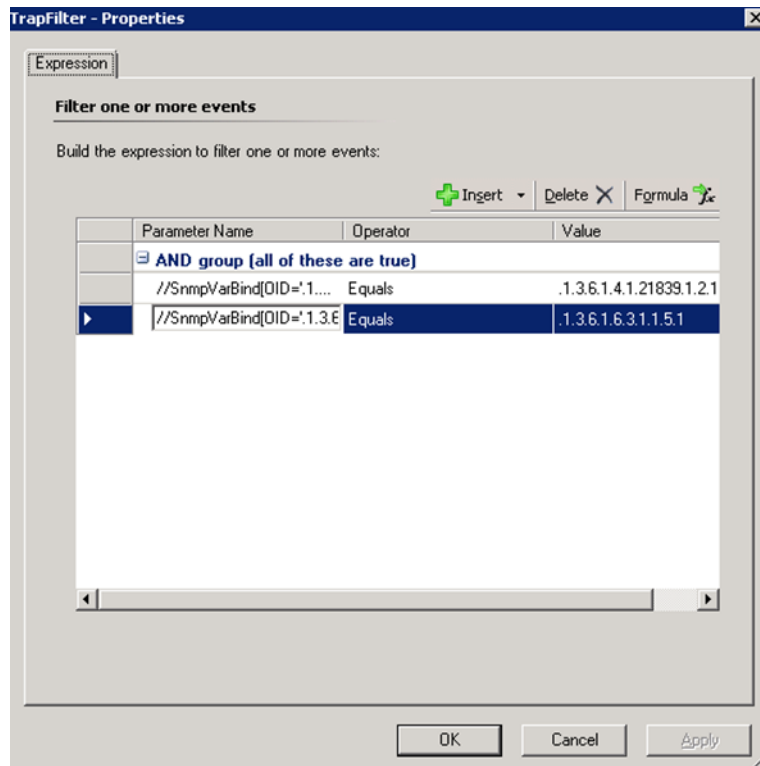 TrapFilter - Properties
Expression
Filter one or more events
Build the expression to filter one or more events:
Insert Delete Formula
Parameter Name Operator Value
AND group (all of these are true)
//SnmpVarBind[OID='.1.... Equals .1.3.6.1.4.1.21839.1.2.1
//SnmpVarBind[OID='.1.3.6 Equals .1.3.6.1.6.3.1.1.5.1
OK Cancel Apply